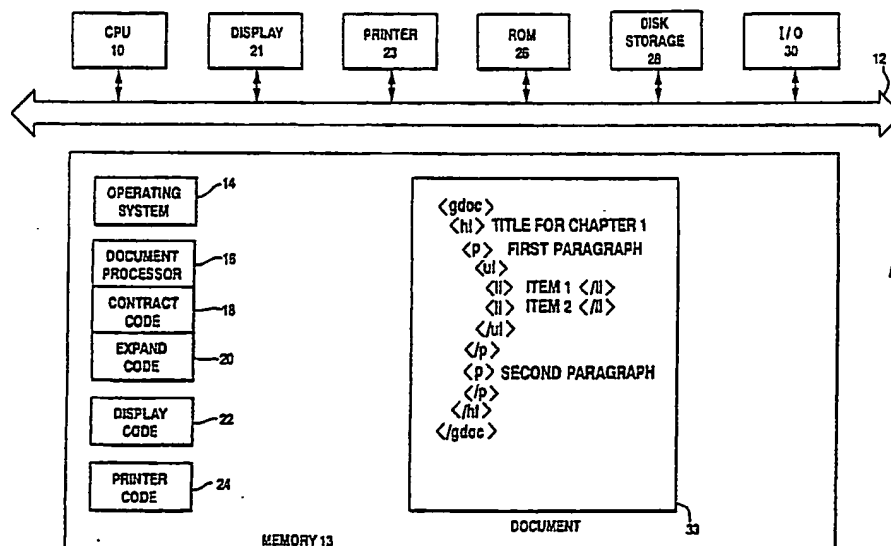 CPU
10
DISPLAY
21
PRINTER
23
ROM
26
DISK
STORAGE
28
I/O
30
12
OPERATING
SYSTEM
14
DOCUMENT
PROCESSOR
16
CONTRACT
CODE
18
EXPAND
CODE
20
DISPLAY
CODE
22
PRINTER
CODE
24
MEMORY 13
<gdoc>
<hl> TITLE FOR CHAPTER 1
<p> FIRST PARAGRAPH
<ul>
<li> ITEM 1 </li>
<li> ITEM 2 </li>
</ul>
</p>
<p> SECOND PARAGRAPH
</p>
</hl>
</gdoc>
DOCUMENT
33